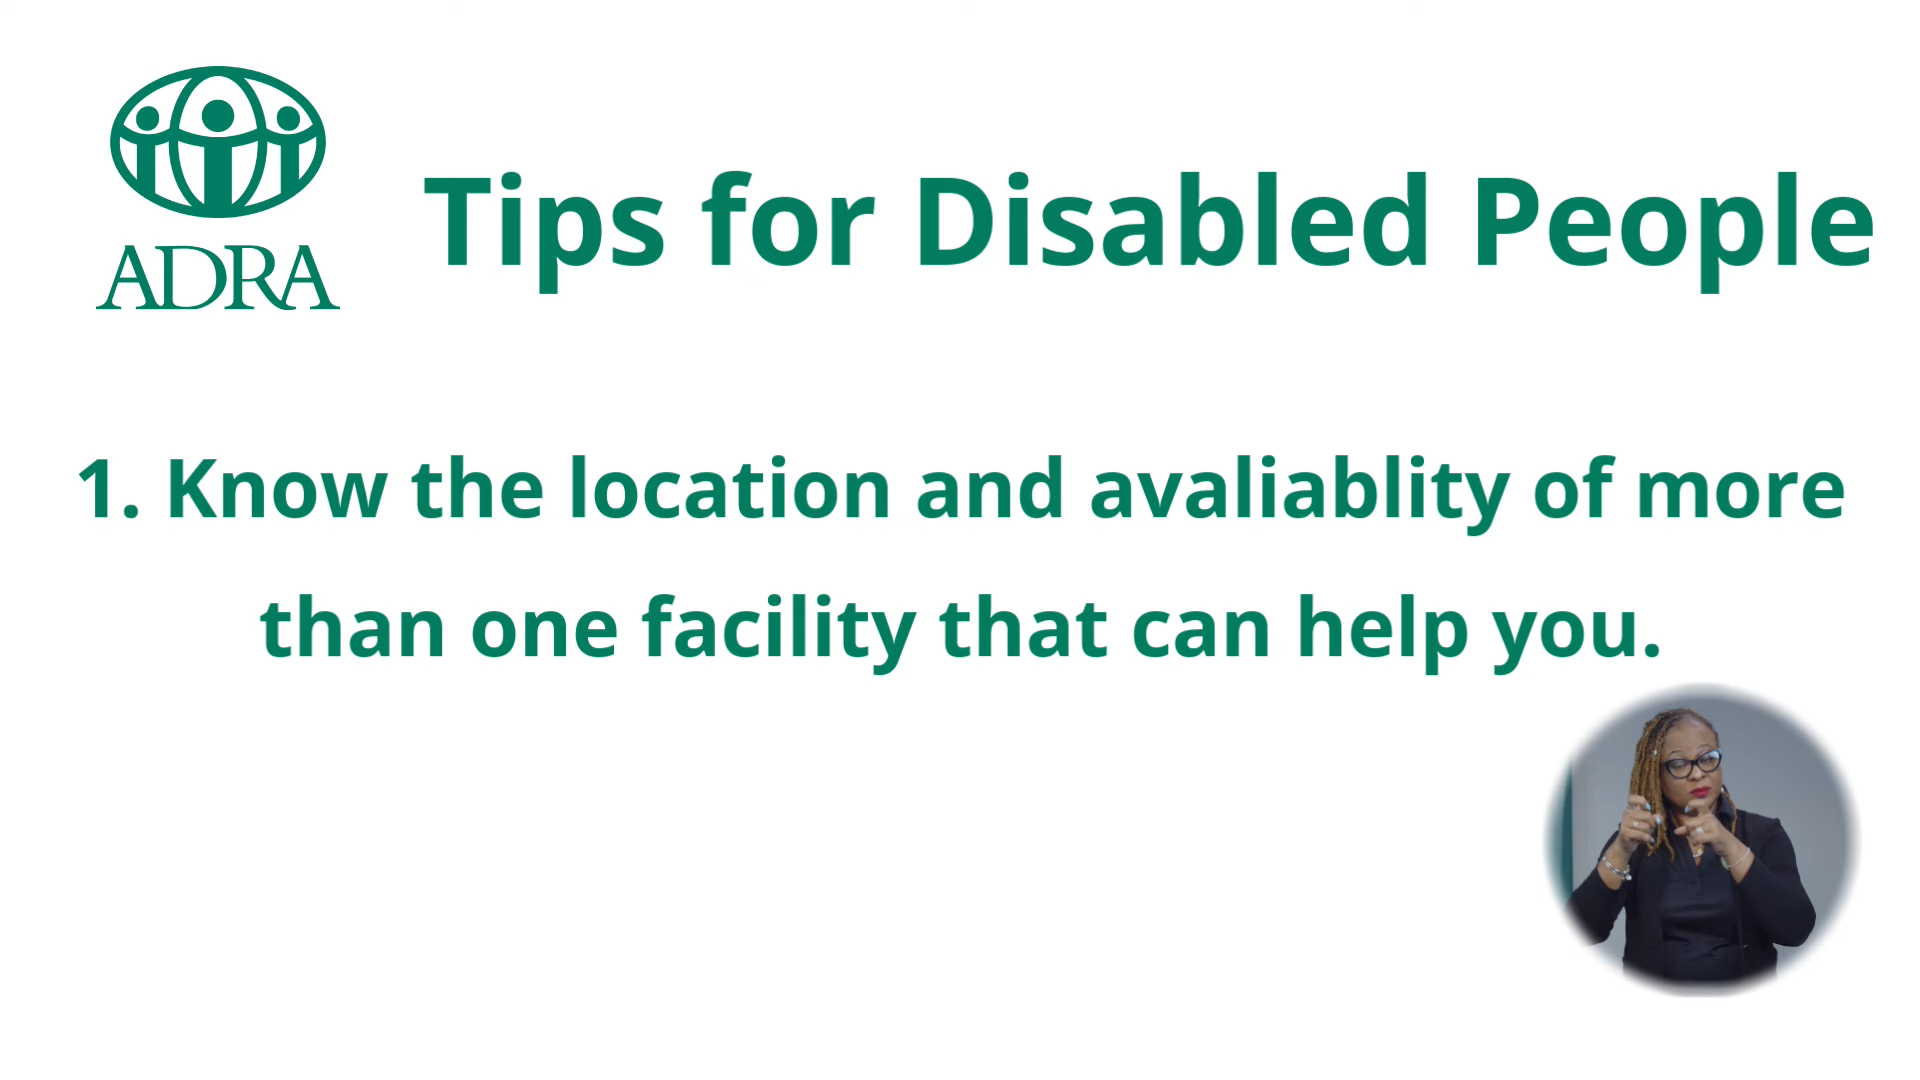 ADRA
Tips for Disabled People
1. Know the location and avaliablity of more
than one facility that can help you.